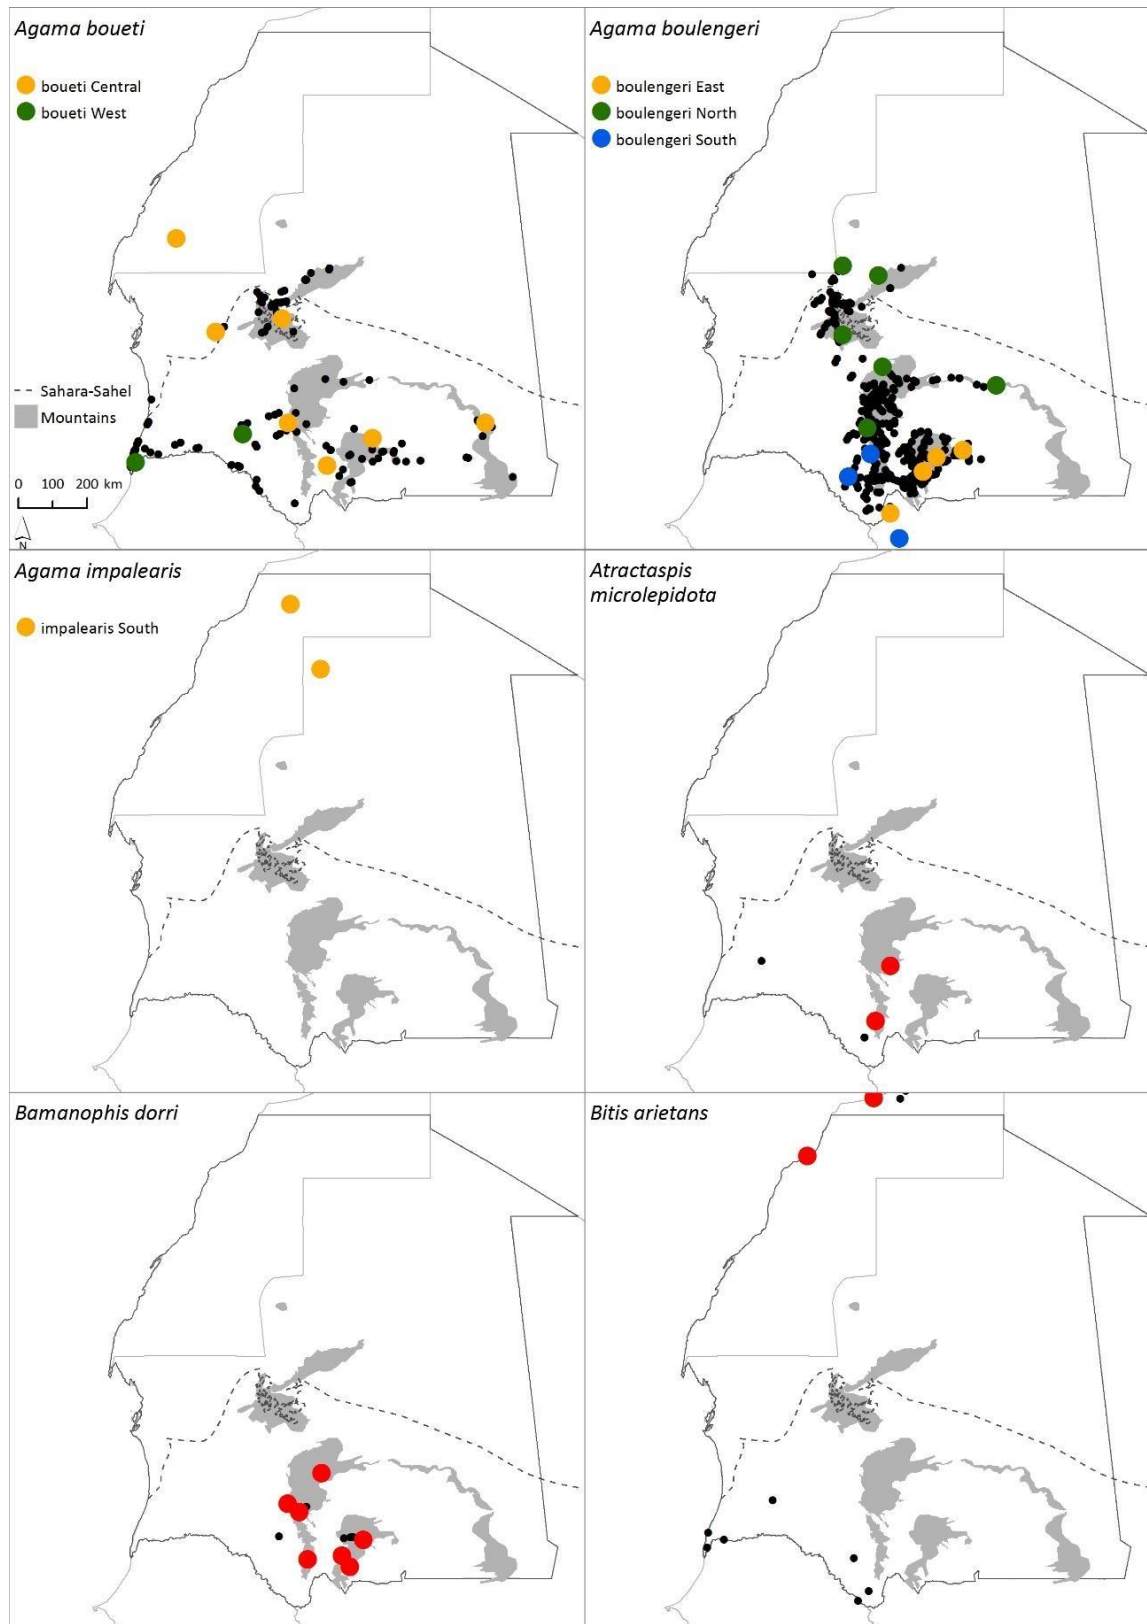 Agama boueti
boueti Central
boueti West
Sahara-Sahel
Mountains
0 100 200 km
N
Agama boulengeri
boulengeri East
boulengeri North
boulengeri South
Agama impalearis
impalearis South
Atractaspis
microlepidota
Bamanophis dorri
Bitis arietans